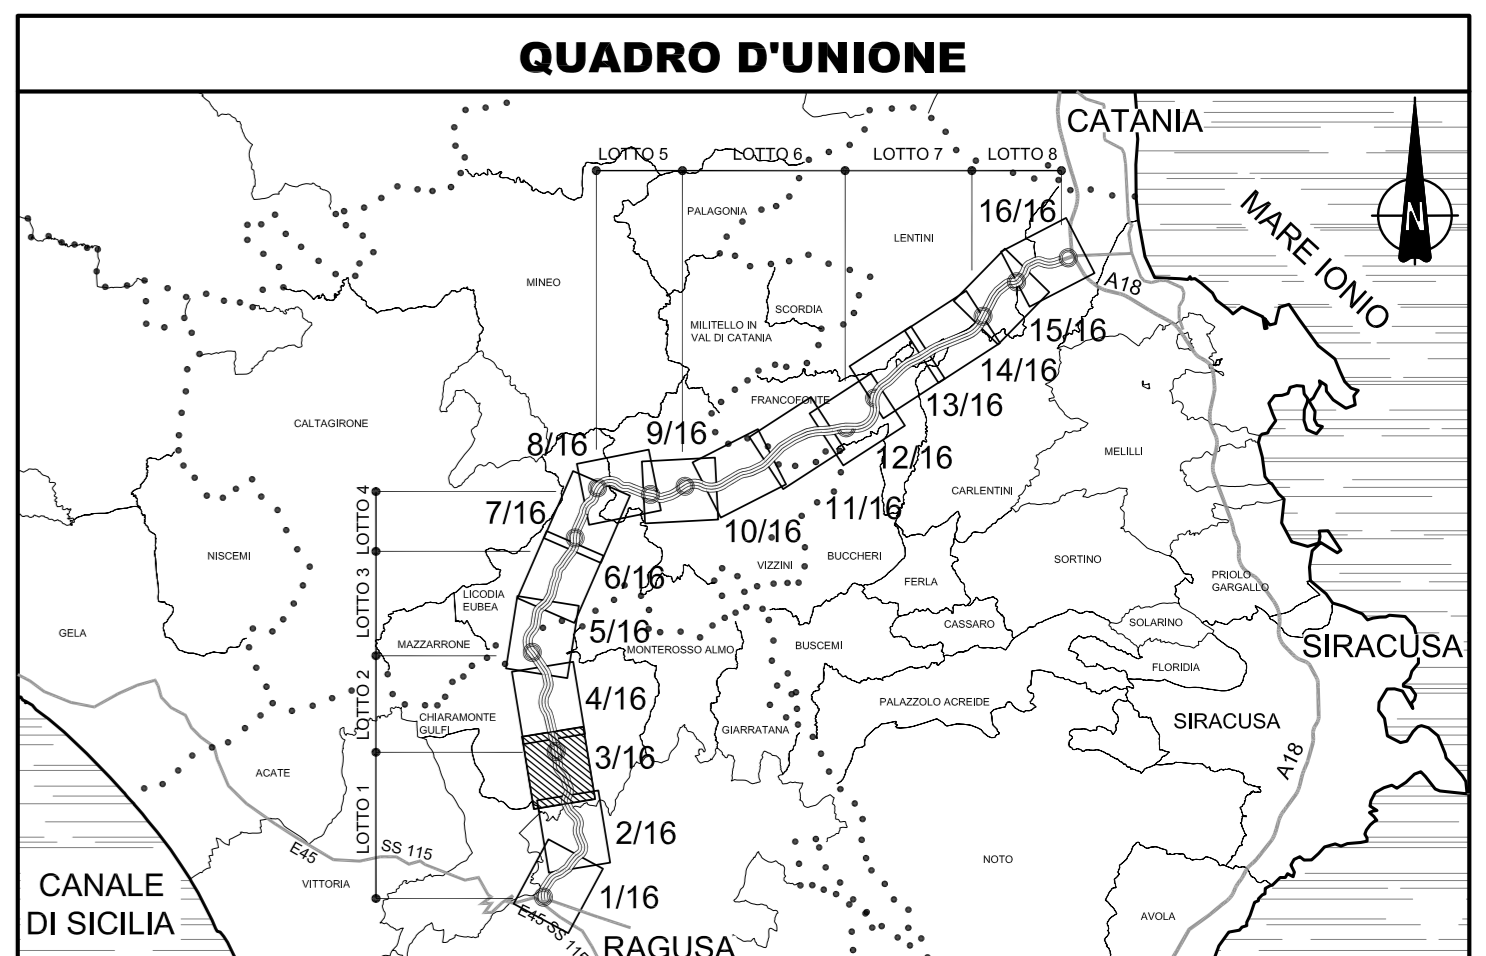 QUADRO D'UNIONE
CATANIA
LOTTO 5
LOTTO 6
LOTTO 7
LOTTO 8
N
MARE IONIO
PALAGONIA
16/16
LENTINI
MINEO
A18
SCORDIA
MILITELLO IN
VAL DI CATANIA
15/16
14/16
FRANCOFONTE
13/16
CALTAGIRONE
9/16
8/16
12/16
MELILLI
CARLENTINI
LOTTO 4
7/16
11/16
10/16
NISCEMI
VIZZINI
BUCCHERI
SORTINO
6/16
FERLA
PRIOLO
GARGALLO
LICODIA
EUBEA
LOTTO 3
GELA
5/16
CASSARO
SOLARINO
MAZZARRONE
MONTEROSSO ALMO
BUSCEMI
SIRACUSA
FLORIDIA
LOTTO 2
4/16
PALAZZOLO ACREIDE
CHIARAMONTE
GULFI
SIRACUSA
GIARRATANA
3/16
A18
ACATE
LOTTO 1
2/16
E45
SS 115
NOTO
VITTORIA
CANALE
DI SICILIA
1/16
E45 SS 115
AVOLA
RAGUSA